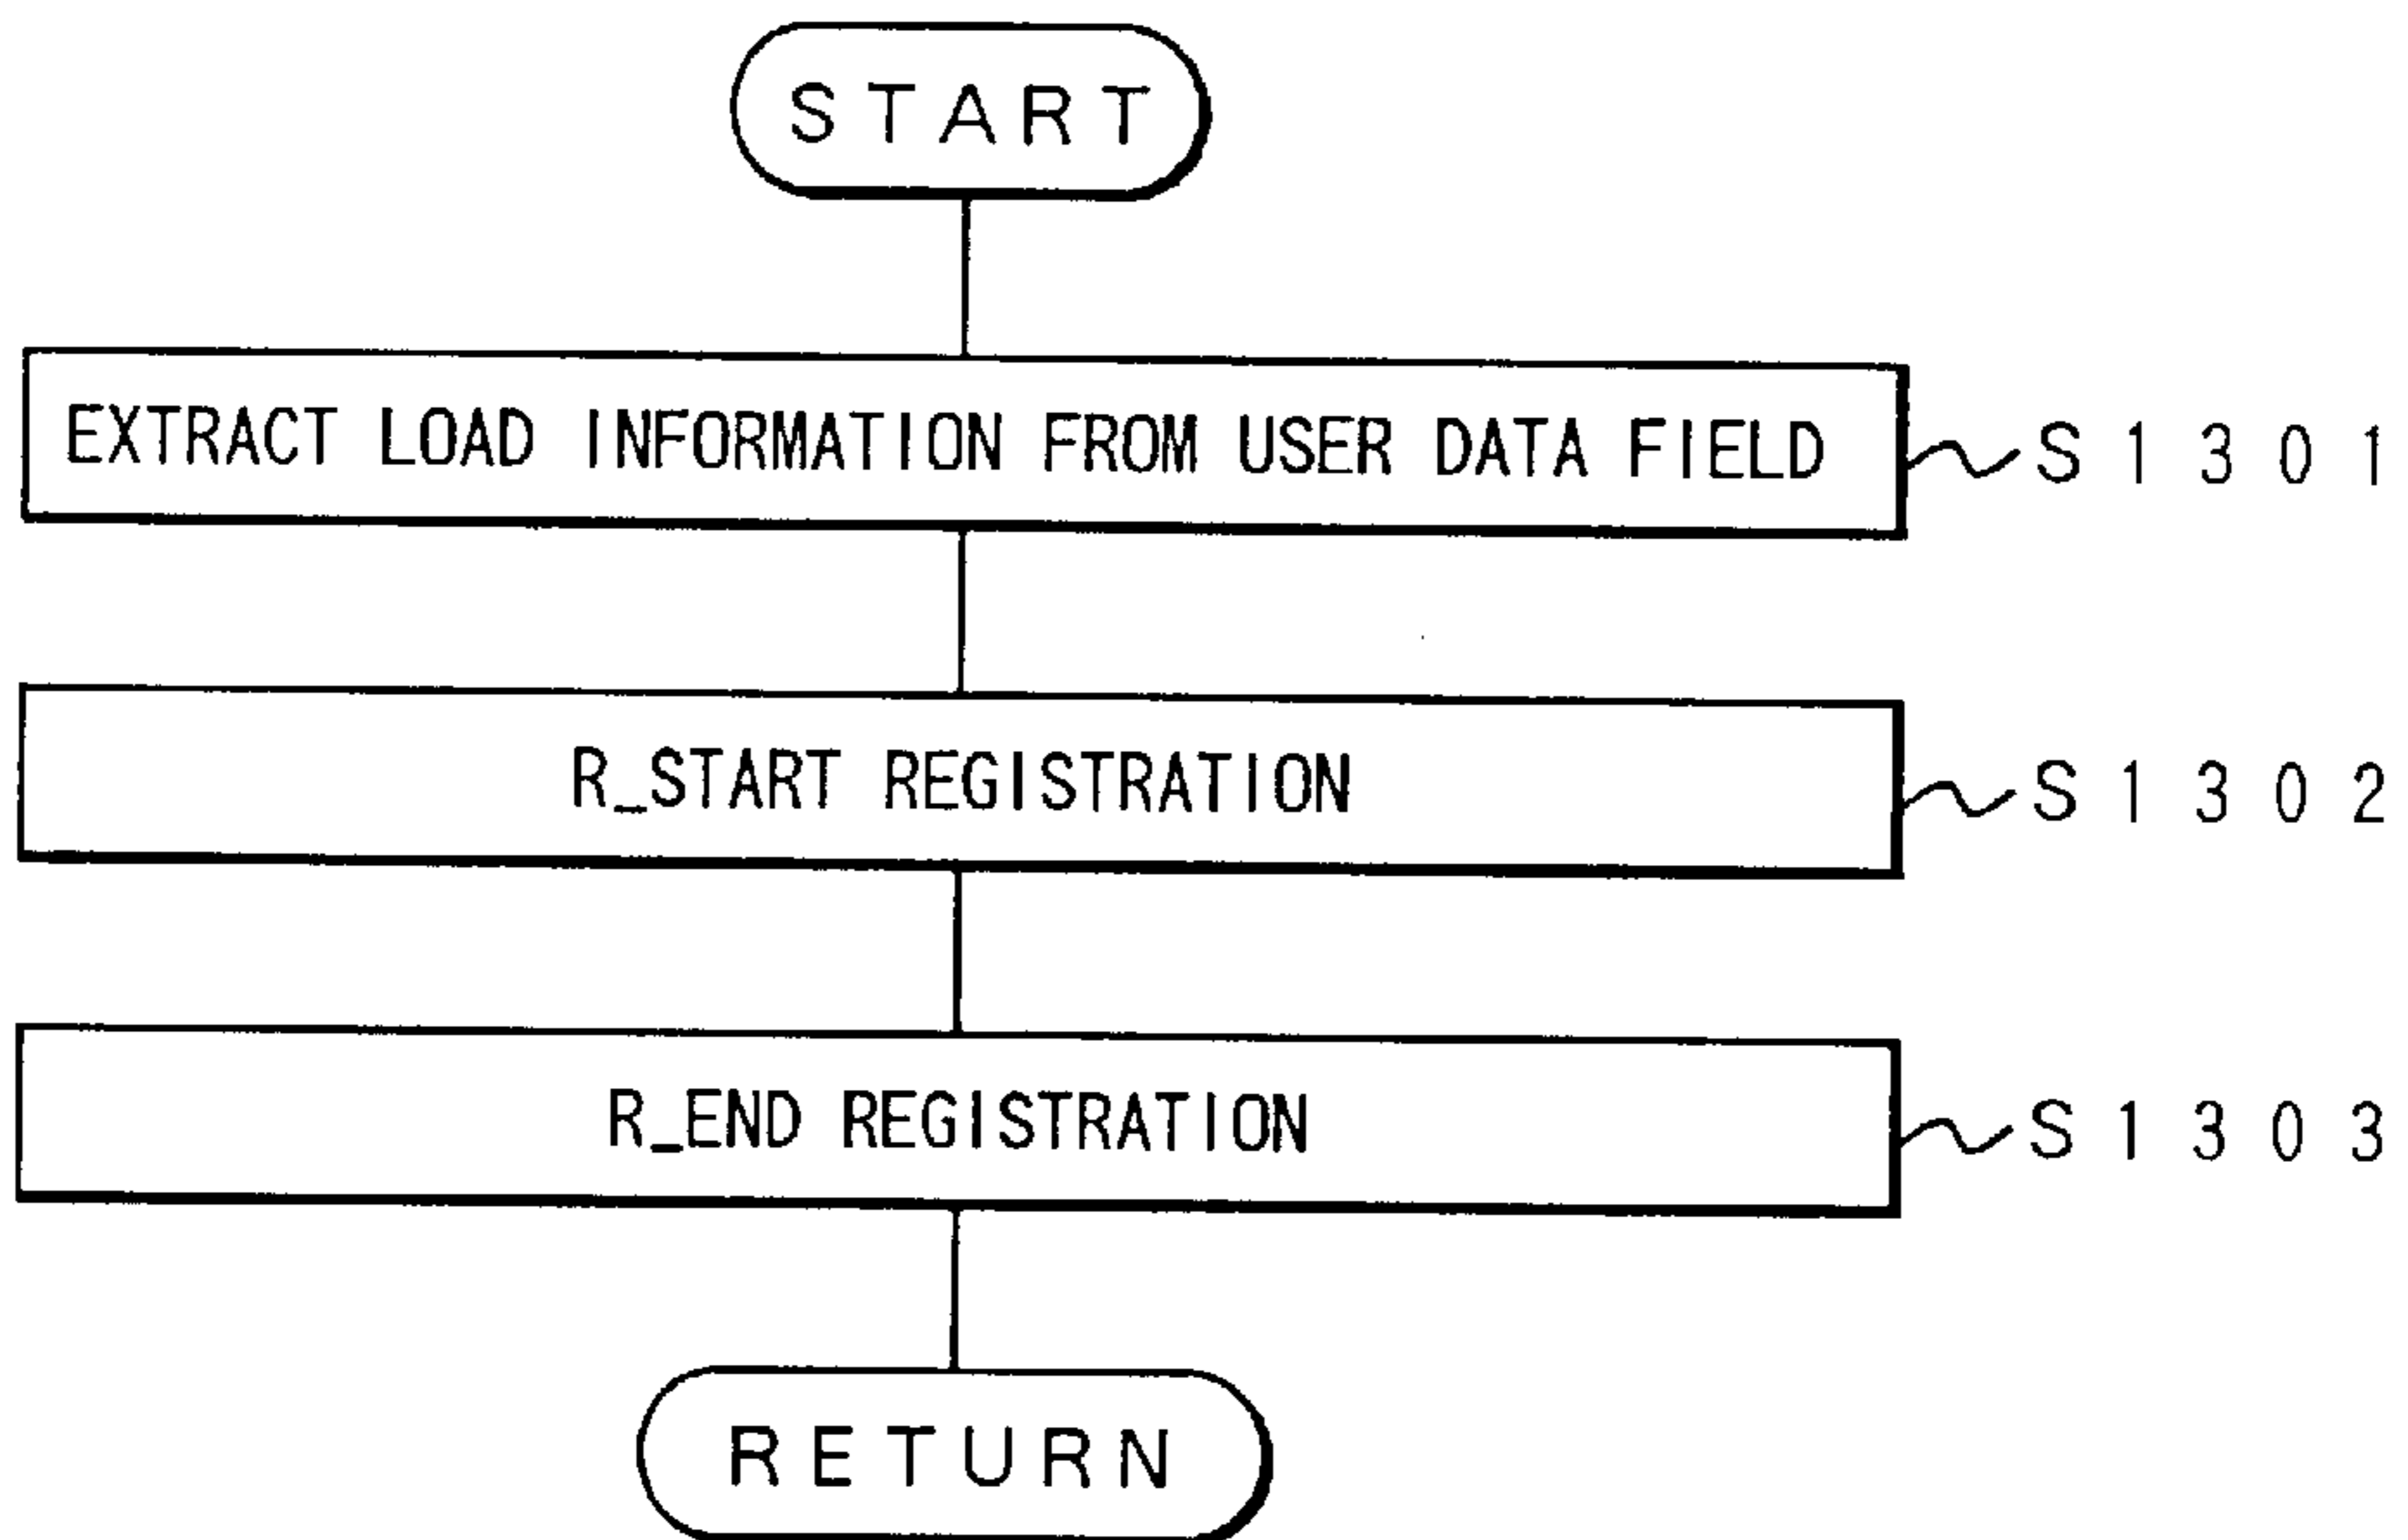 START
EXTRACT LOAD INFORMATION FROM USER DATA FIELD S1301
R_START REGISTRATION S1302
R_END REGISTRATION S1303
RETURN